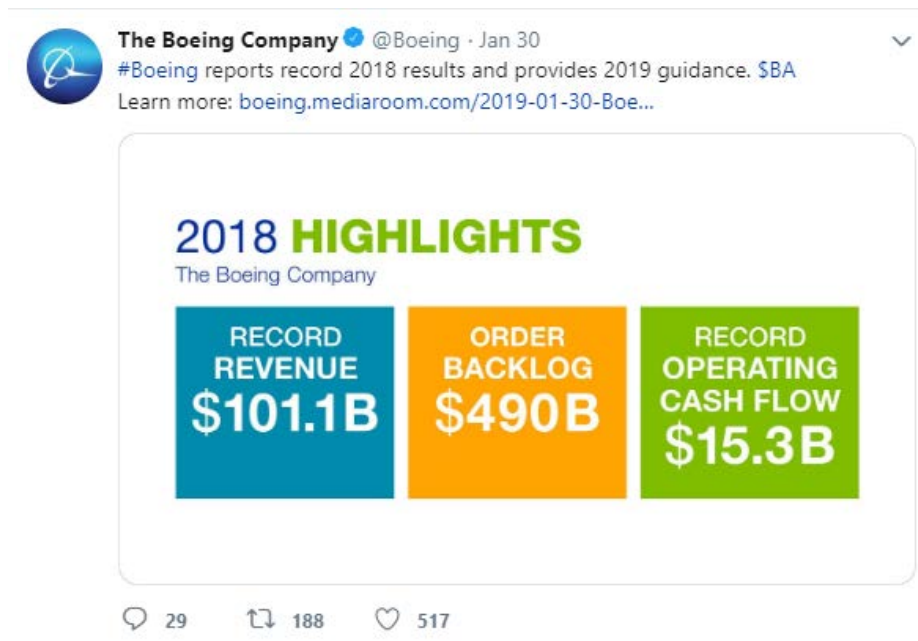 The Boeing Company @Boeing · Jan 30
#Boeing reports record 2018 results and provides 2019 guidance. $BA
Learn more: boeing.mediaroom.com/2019-01-30-Boe...
2018 HIGHLIGHTS
The Boeing Company
RECORD
REVENUE
$101.1B
ORDER
BACKLOG
$490B
RECORD
OPERATING
CASH FLOW
$15.3B
29 188 517